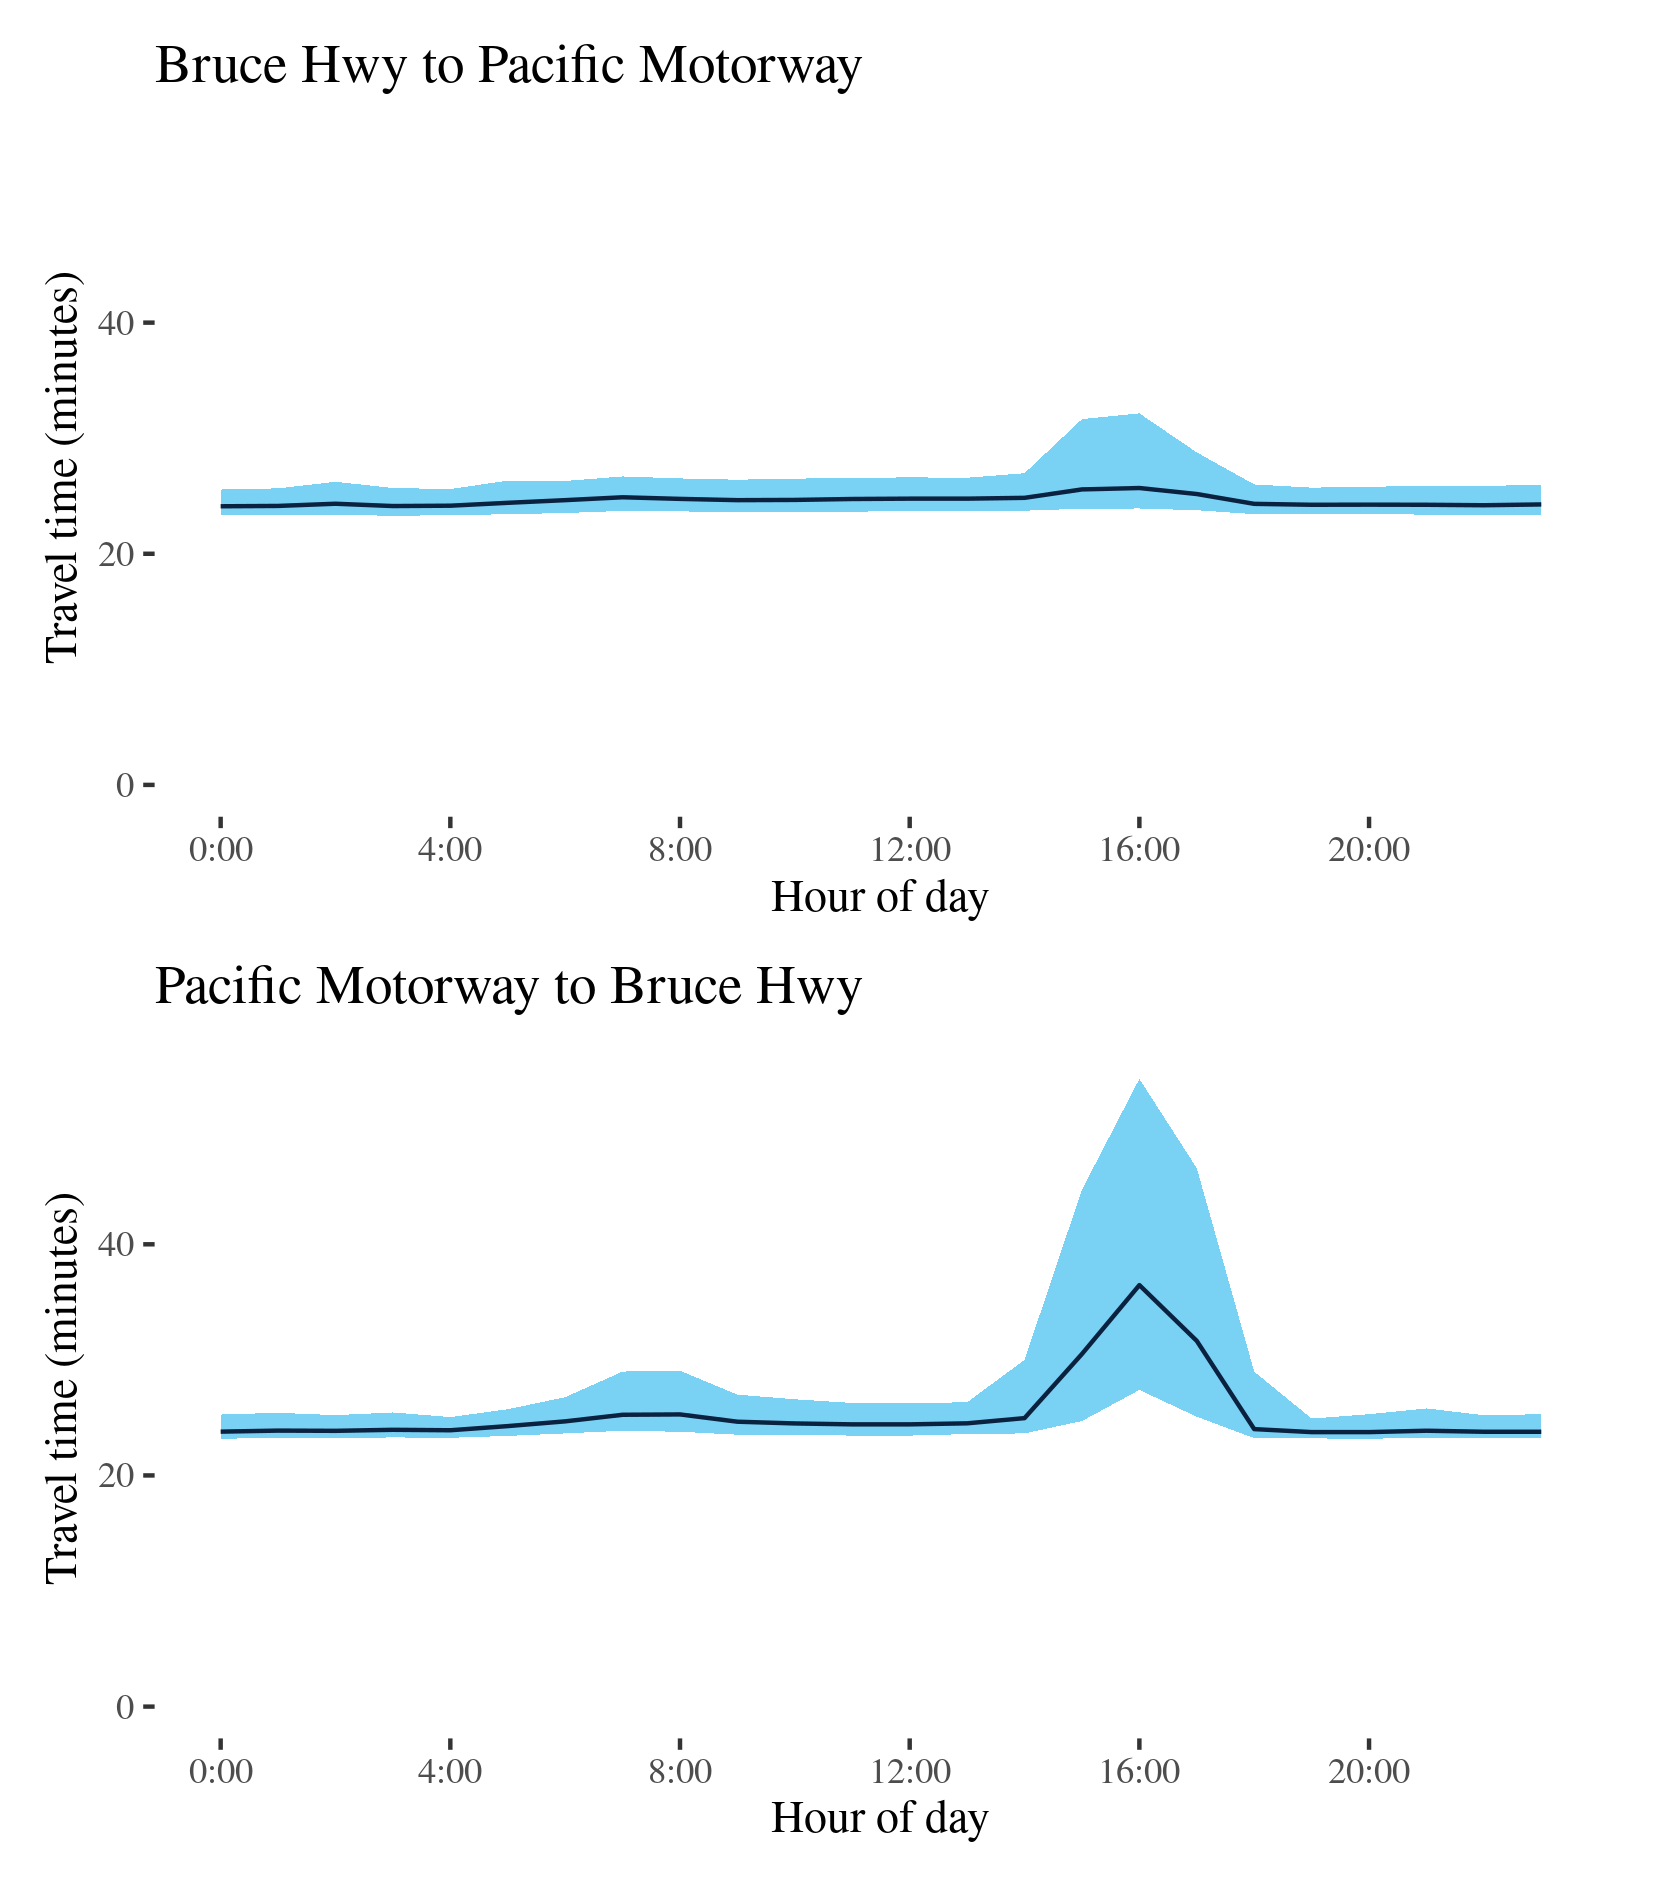 Bruce Hwy to Pacific Motorway
Travel time (minutes)
40
20
0
0:00 4:00 8:00 12:00 16:00 20:00
Hour of day
Pacific Motorway to Bruce Hwy
Travel time (minutes)
40
20
0
0:00 4:00 8:00 12:00 16:00 20:00
Hour of day